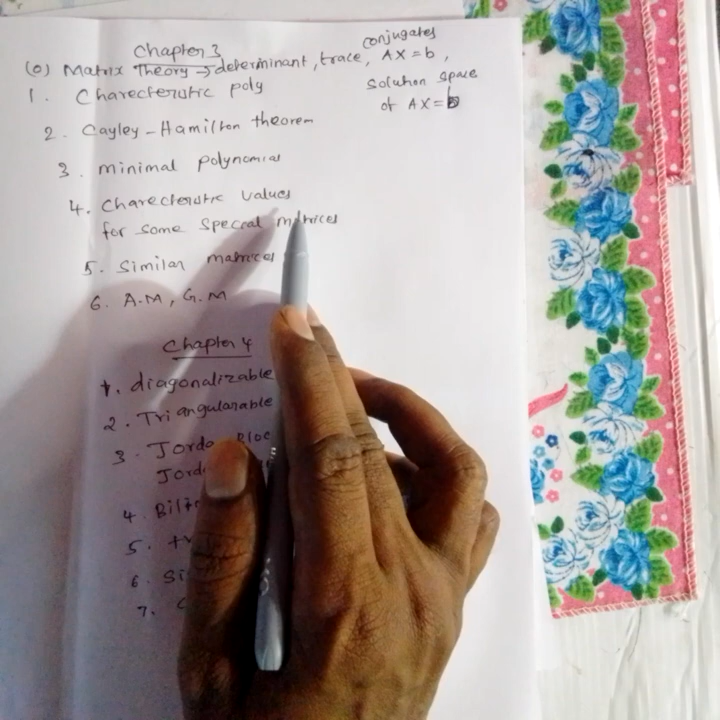 Chapter 3
conjugates
(0) Matrix Theory → determinant, trace, AX = b,
solution space
of AX =
1. Charecteristic poly
2. Cayley-Hamilton theorem
3. minimal polynomial
4. Charecteristic values
for some special matrices
5. Similar matrices
6. A.M, G.M
Chapter 4
1. diagonalizable
2. Triangularable
3.
4.
5.
6.
7.